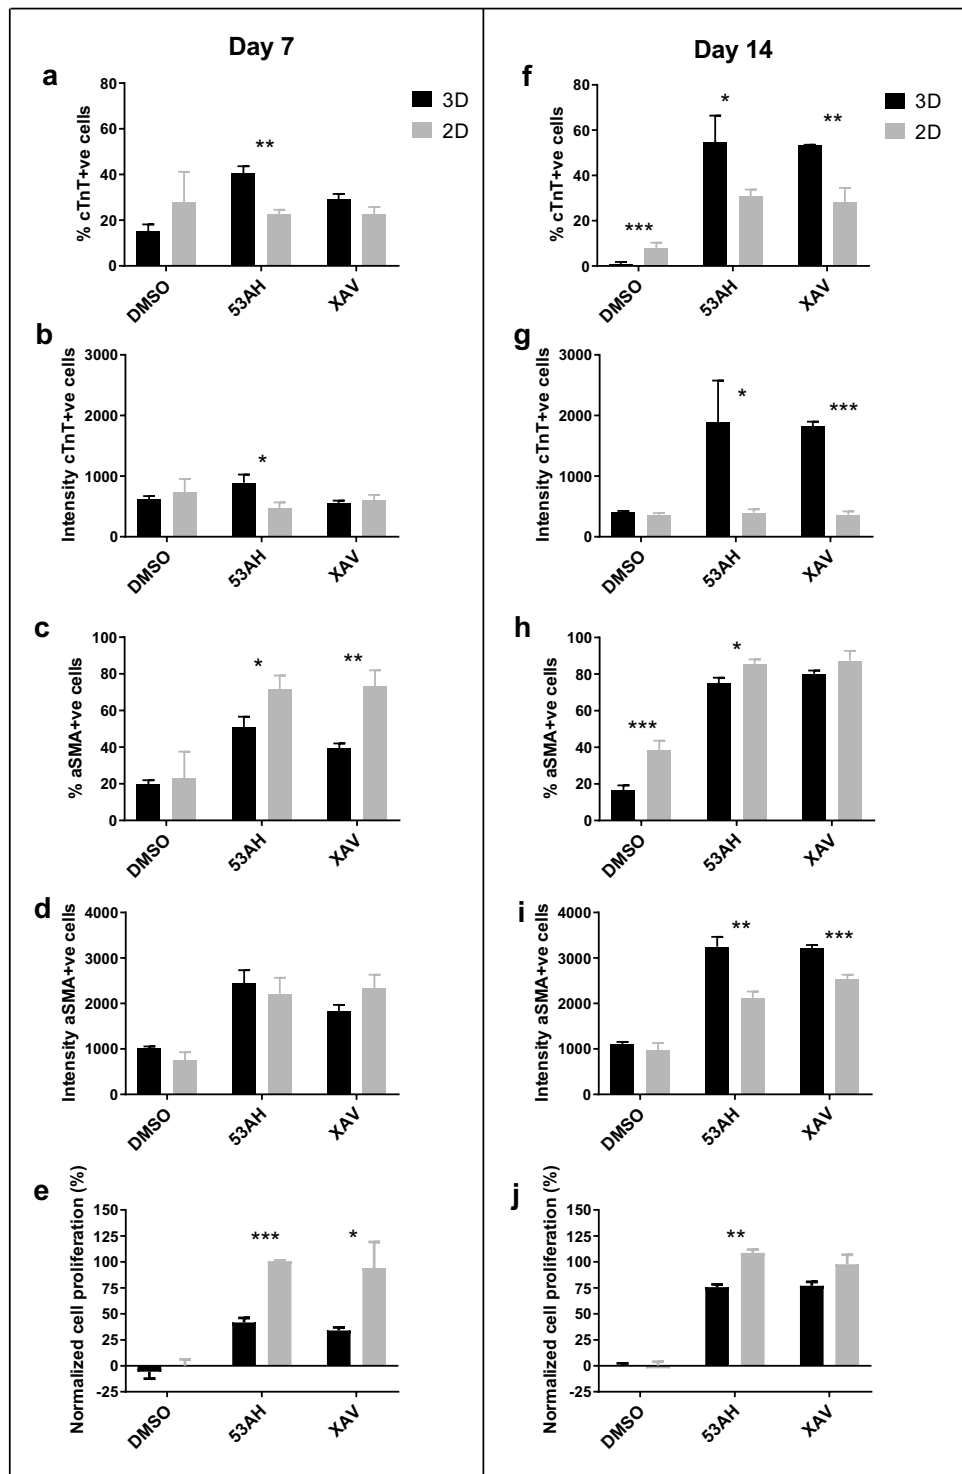 Day 7
a
% cTnT+ve cells
80
60
40
20
0
**
3D
2D
DMSO
53AH
XAV
b
Intensity cTnT+ve cells
3000
2000
1000
0
*
DMSO
53AH
XAV
c
% aSMA+ve cells
100
80
60
40
20
0
*
**
DMSO
53AH
XAV
d
Intensity aSMA+ve cells
4000
3000
2000
1000
0
DMSO
53AH
XAV
e
Normalized cell proliferation (%)
150
125
100
75
50
25
0
-25
***
*
DMSO
53AH
XAV
Day 14
f
% cTnT+ve cells
80
60
40
20
0
***
*
**
3D
2D
DMSO
53AH
XAV
g
Intensity cTnT+ve cells
3000
2000
1000
0
*
***
DMSO
53AH
XAV
h
% aSMA+ve cells
100
80
60
40
20
0
***
*
DMSO
53AH
XAV
i
Intensity aSMA+ve cells
4000
3000
2000
1000
0
**
***
DMSO
53AH
XAV
j
Normalized cell proliferation (%)
150
125
100
75
50
25
0
-25
**
DMSO
53AH
XAV